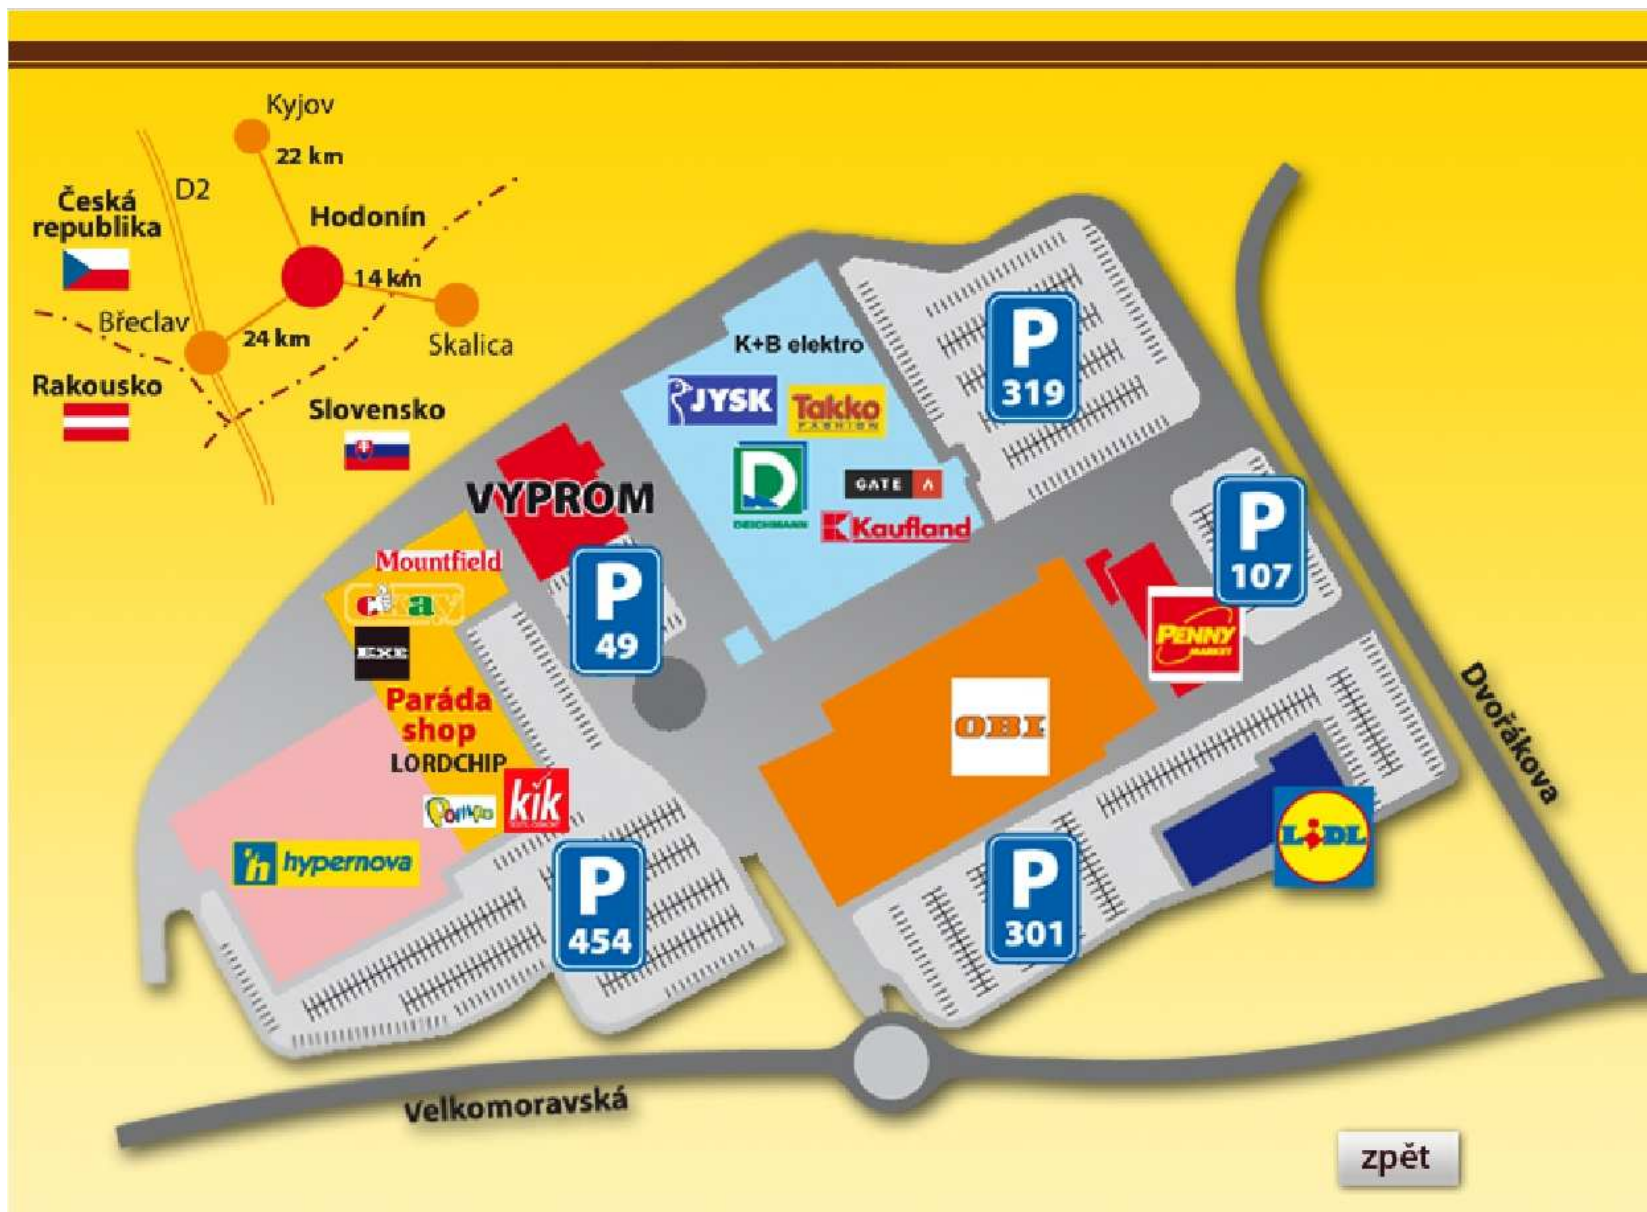 Kyjov
22 km
D2
Česká
republika
Hodonín
14 km
Břeclav
24 km
Skalica
Rakousko
Slovensko
K+B elektro
JYSK
Takko
FASHION
DEICHMANN
GATE A
Kaufland
P
319
P
107
VYPROM
P
49
Mountfield
okay
EXE
Paráda
shop
LORDCHIP
kik
hypernova
P
454
OBI
PENNY
MARKET
LIDL
P
301
Dvořákova
Velkomoravská
zpět